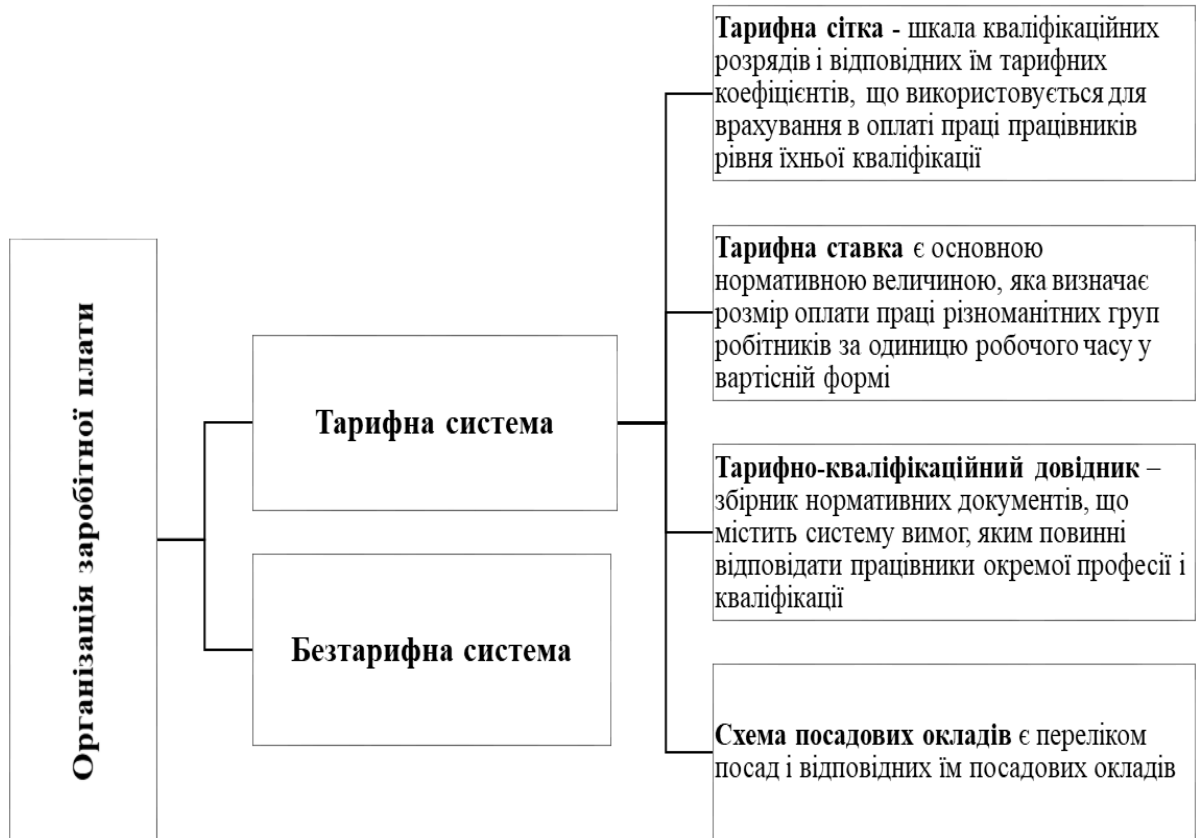 Організація заробітної плати
Тарифна система
Безтарифна система
Тарифна сітка - шкала кваліфікаційних
розрядів і відповідних їм тарифних
коефіцієнтів, що використовується для
врахування в оплаті праці працівників
рівня їхньої кваліфікації
Тарифна ставка є основною
нормативною величиною, яка визначає
розмір оплати праці різноманітних груп
робітників за одиницю робочого часу у
вартісній формі
Тарифно-кваліфікаційний довідник –
збірник нормативних документів, що
містить систему вимог, яким повинні
відповідати працівники окремої професії і
кваліфікації
Схема посадових окладів є переліком
посад і відповідних їм посадових окладів